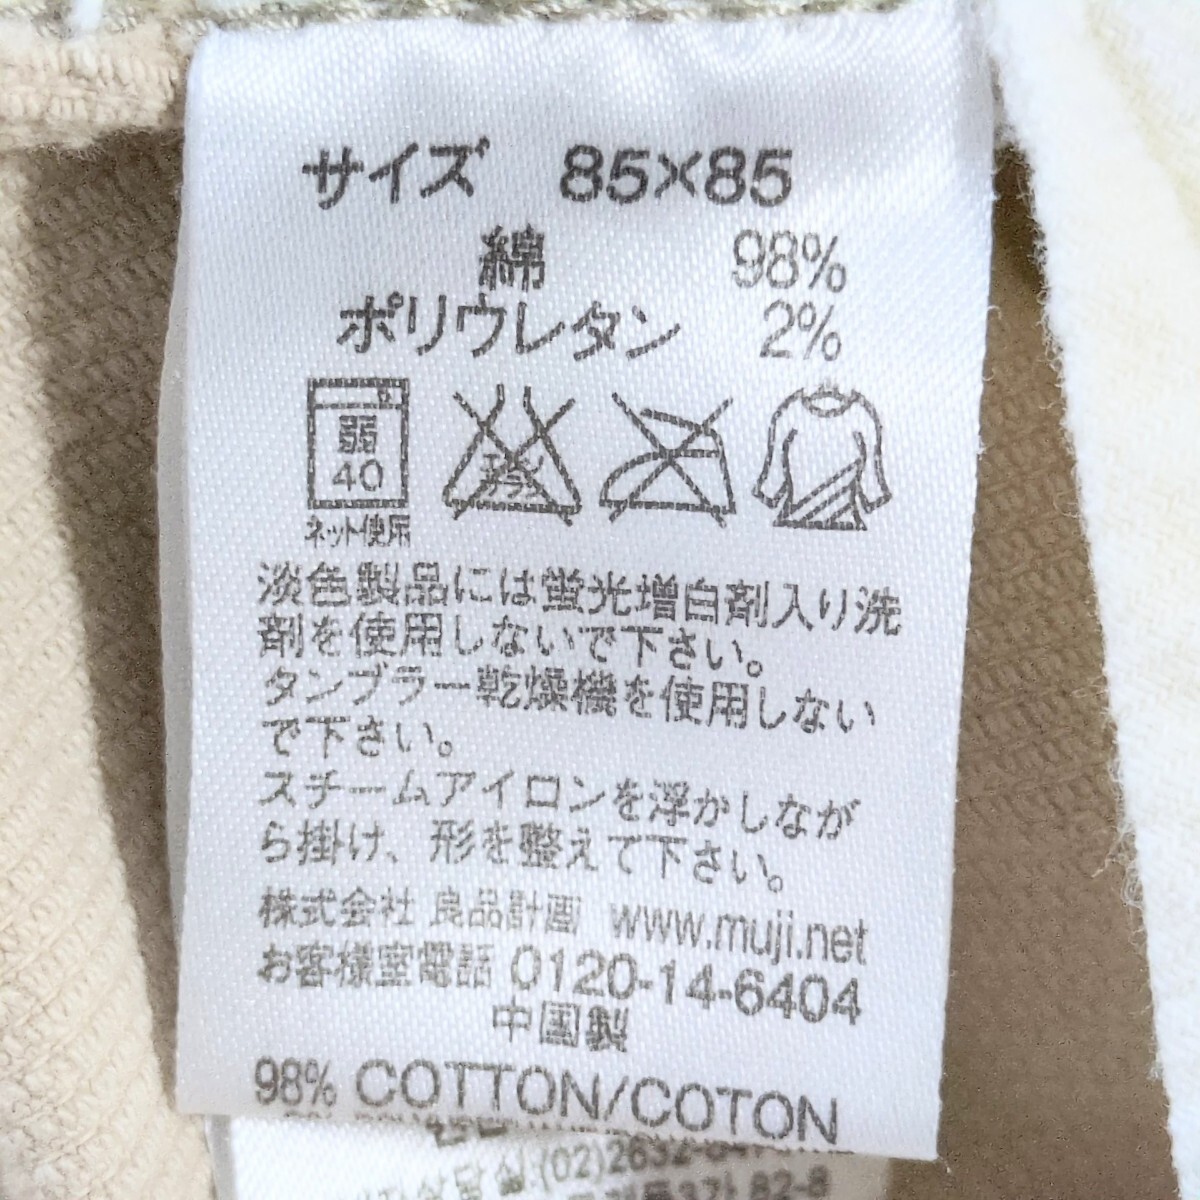 サイズ 85×85
綿 98%
ポリウレタン 2%
弱
40
ネット使用
エンソ
サラシ
淡色製品には蛍光増白剤入り洗
剤を使用しないで下さい。
タンブラー乾燥機を使用しない
で下さい。
スチームアイロンを浮かしなが
ら掛け、形を整えて下さい。
株式会社 良品計画 www.muji.net
お客様室電話 0120-14-6404
中国製
98% COTTON/COTON